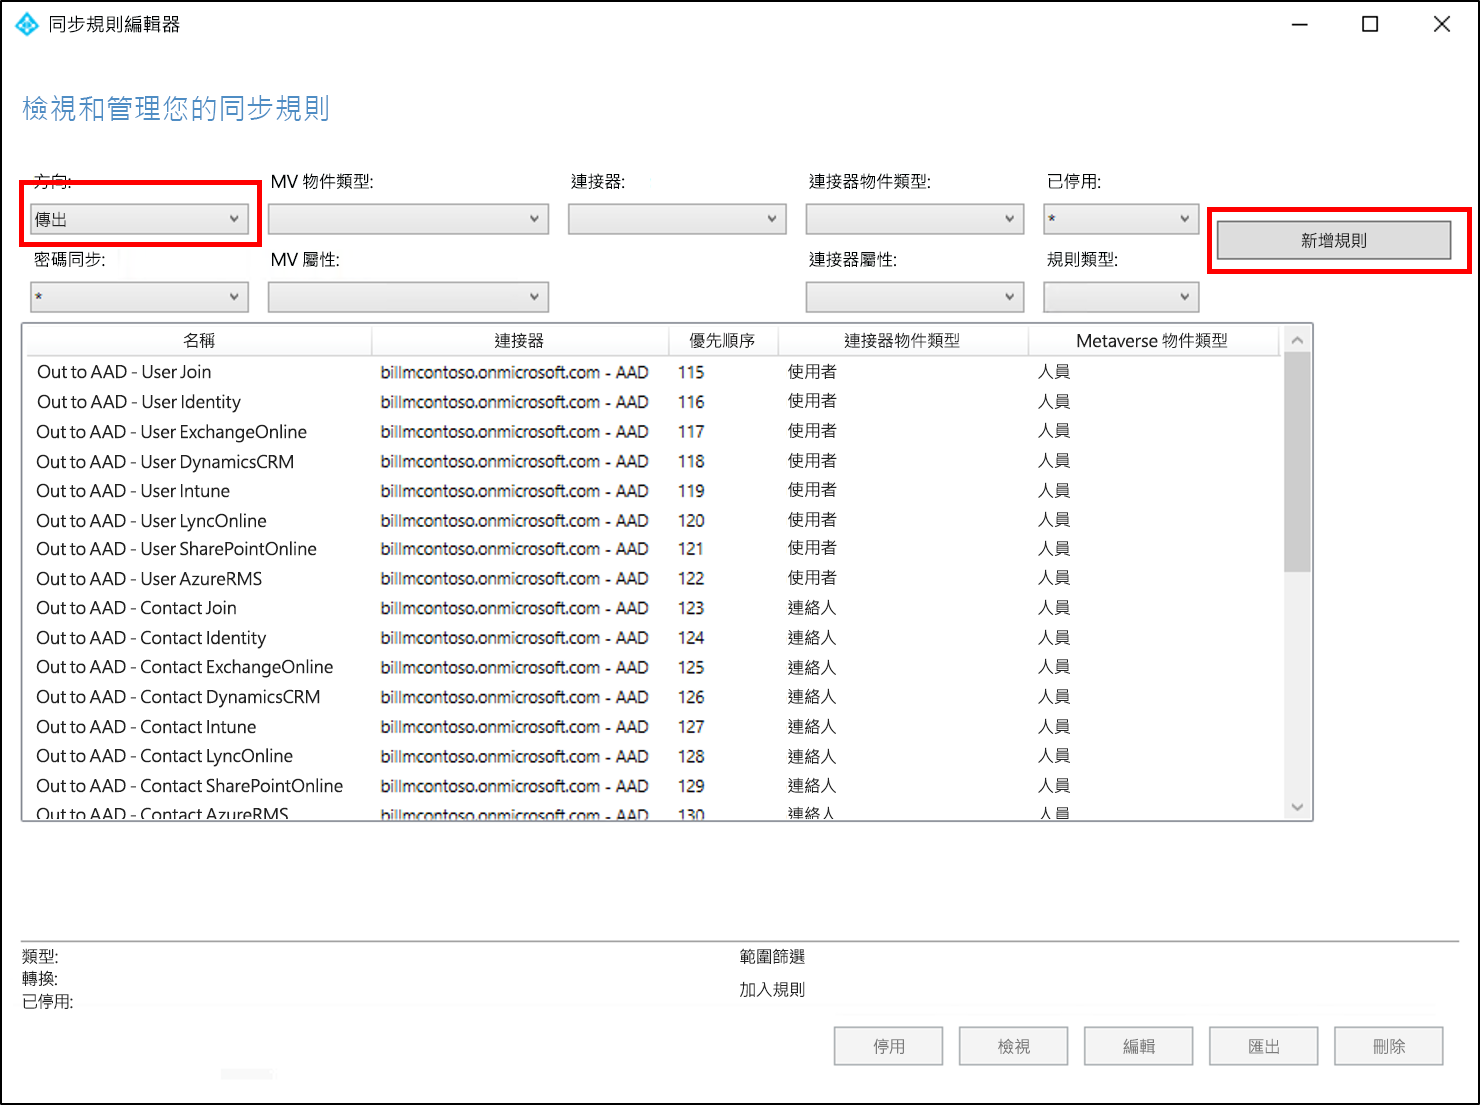 同步規則編輯器
檢視和管理您的同步規則
方向: MV 物件類型: 連接器: 連接器物件類型: 已停用:
傳出 *
新增規則
密碼同步: MV 屬性: 連接器屬性: 規則類型:
*
名稱 連接器 優先順序 連接器物件類型 Metaverse 物件類型
Out to AAD - User Join billmcontoso.onmicrosoft.com - AAD 115 使用者 人員
Out to AAD - User Identity billmcontoso.onmicrosoft.com - AAD 116 使用者 人員
Out to AAD - User ExchangeOnline billmcontoso.onmicrosoft.com - AAD 117 使用者 人員
Out to AAD - User DynamicsCRM billmcontoso.onmicrosoft.com - AAD 118 使用者 人員
Out to AAD - User Intune billmcontoso.onmicrosoft.com - AAD 119 使用者 人員
Out to AAD - User LyncOnline billmcontoso.onmicrosoft.com - AAD 120 使用者 人員
Out to AAD - User SharePointOnline billmcontoso.onmicrosoft.com - AAD 121 使用者 人員
Out to AAD - User AzureRMS billmcontoso.onmicrosoft.com - AAD 122 使用者 人員
Out to AAD - Contact Join billmcontoso.onmicrosoft.com - AAD 123 連絡人 人員
Out to AAD - Contact Identity billmcontoso.onmicrosoft.com - AAD 124 連絡人 人員
Out to AAD - Contact ExchangeOnline billmcontoso.onmicrosoft.com - AAD 125 連絡人 人員
Out to AAD - Contact DynamicsCRM billmcontoso.onmicrosoft.com - AAD 126 連絡人 人員
Out to AAD - Contact Intune billmcontoso.onmicrosoft.com - AAD 127 連絡人 人員
Out to AAD - Contact LyncOnline billmcontoso.onmicrosoft.com - AAD 128 連絡人 人員
Out to AAD - Contact SharePointOnline billmcontoso.onmicrosoft.com - AAD 129 連絡人 人員
Out to AAD - Contact AzureRMS billmcontoso.onmicrosoft.com - AAD 130 連絡人 人員
類型: 範圍篩選
轉換:
加入規則
已停用:
停用 檢視 編輯 匯出 刪除